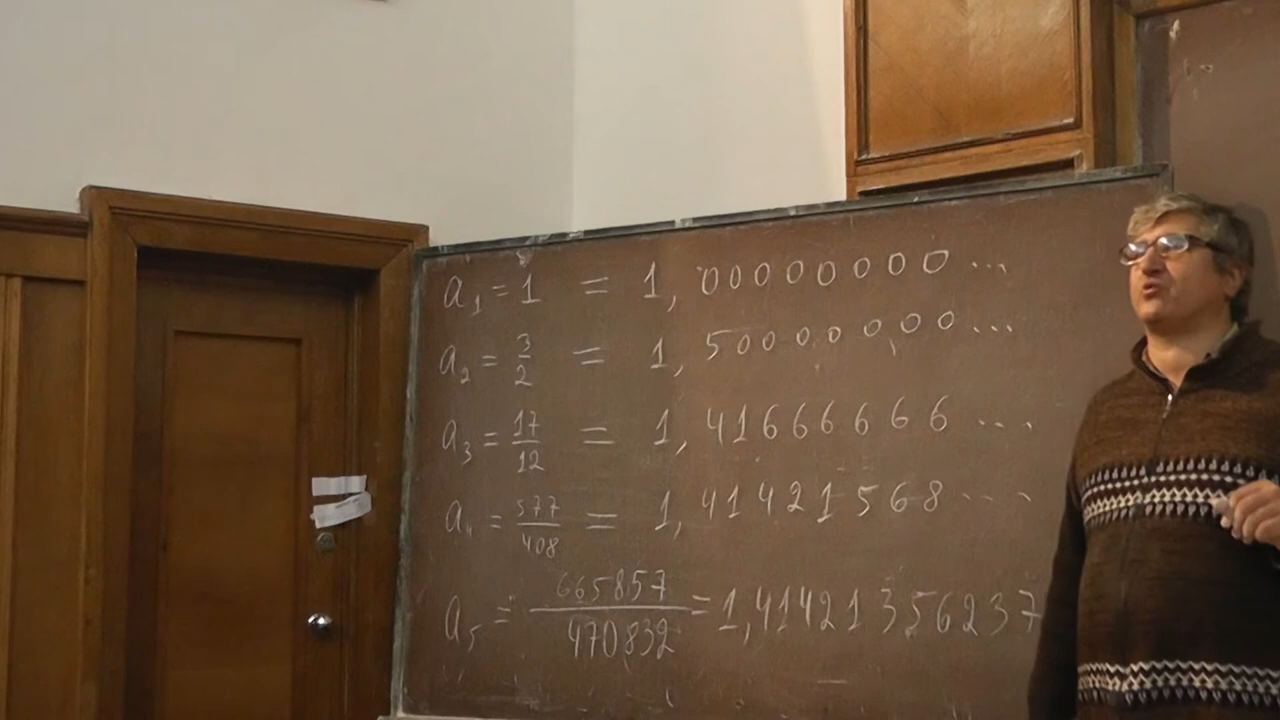 a₁ = 1 = 1, 00000000 ...
a₂ = 3/2 = 1, 50000000 ...
a₃ = 17/12 = 1, 41666666 ...
a₄ = 577/408 = 1, 41421568 ...
a₅ = 665857/470832 = 1,41421356237